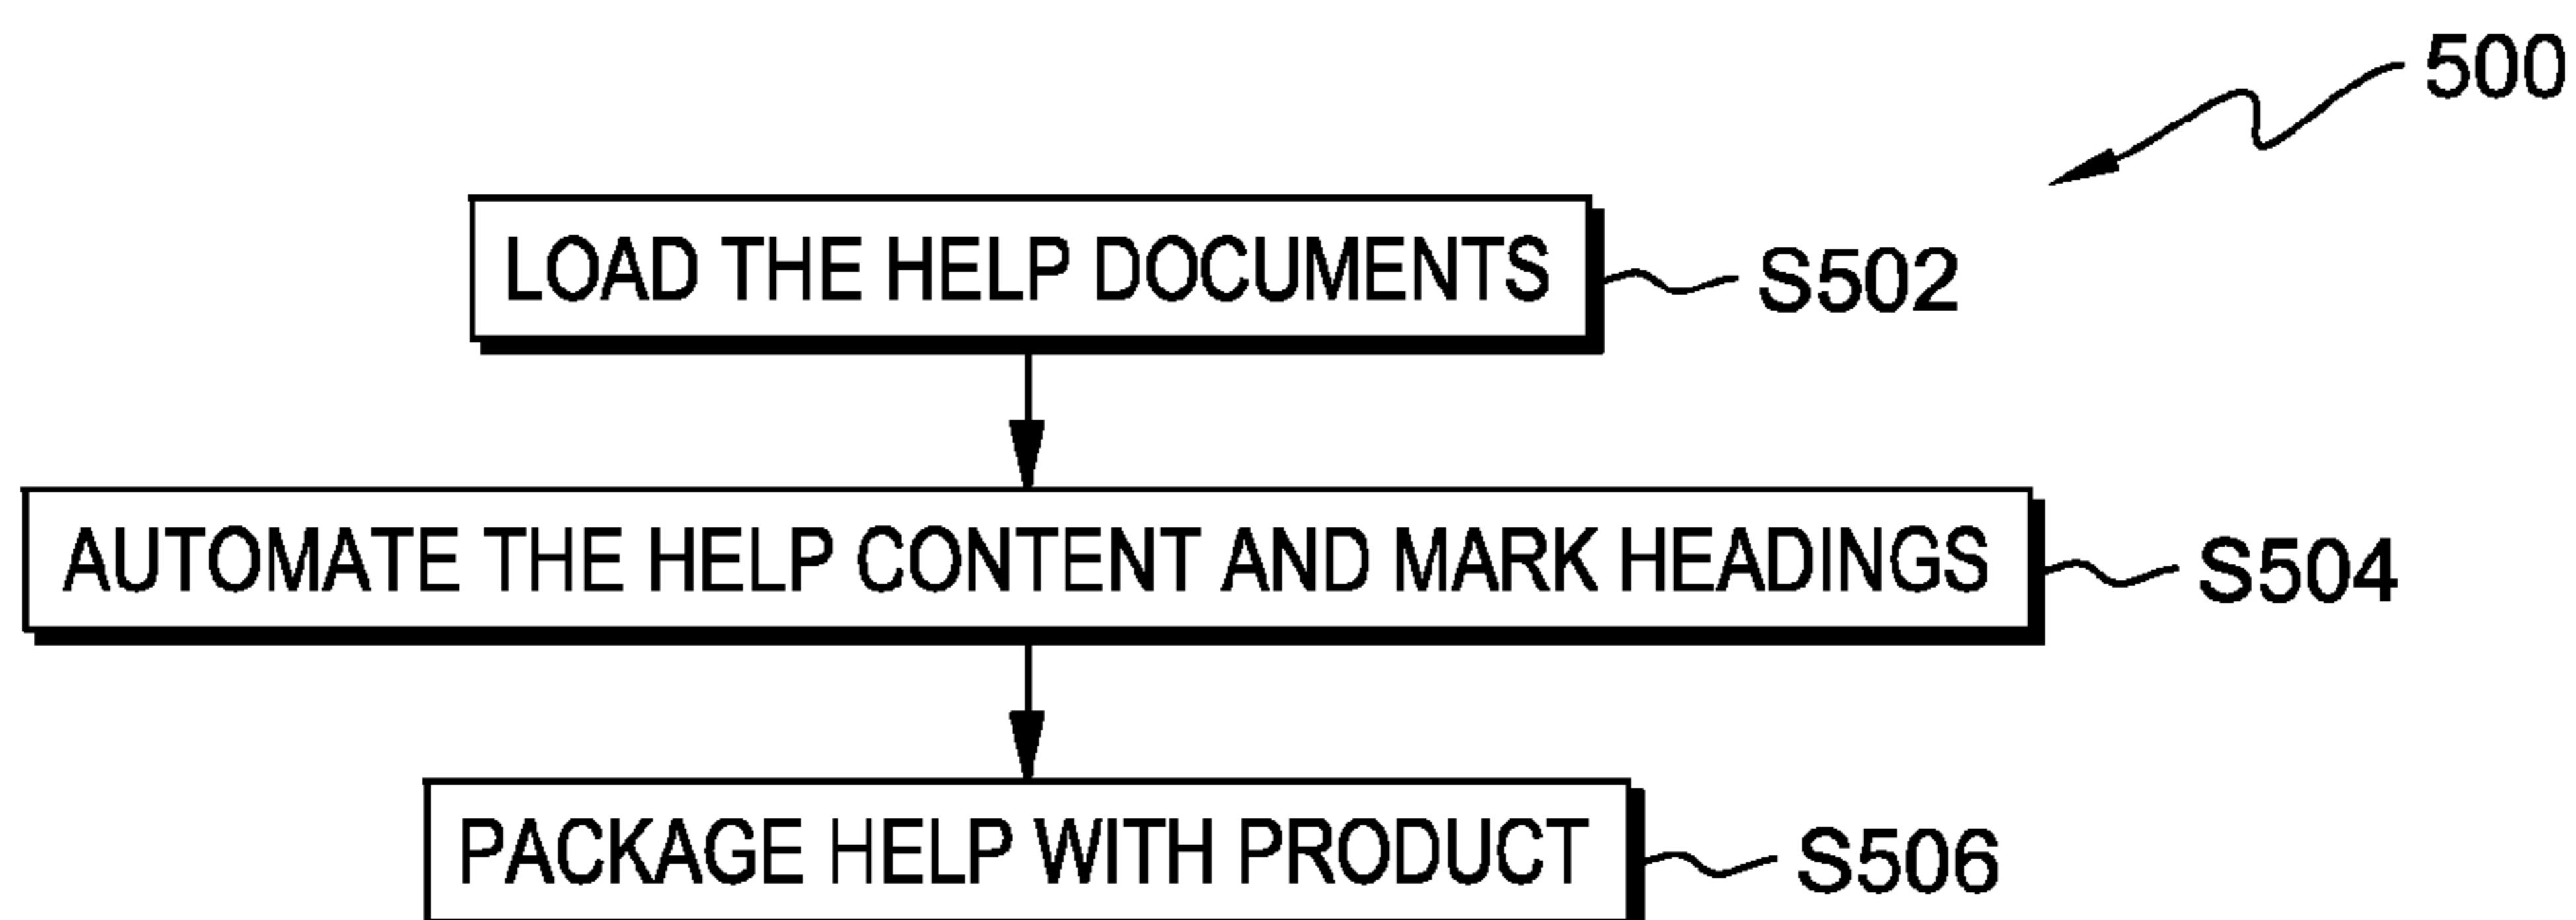 500
LOAD THE HELP DOCUMENTS
S502
AUTOMATE THE HELP CONTENT AND MARK HEADINGS
S504
PACKAGE HELP WITH PRODUCT
S506